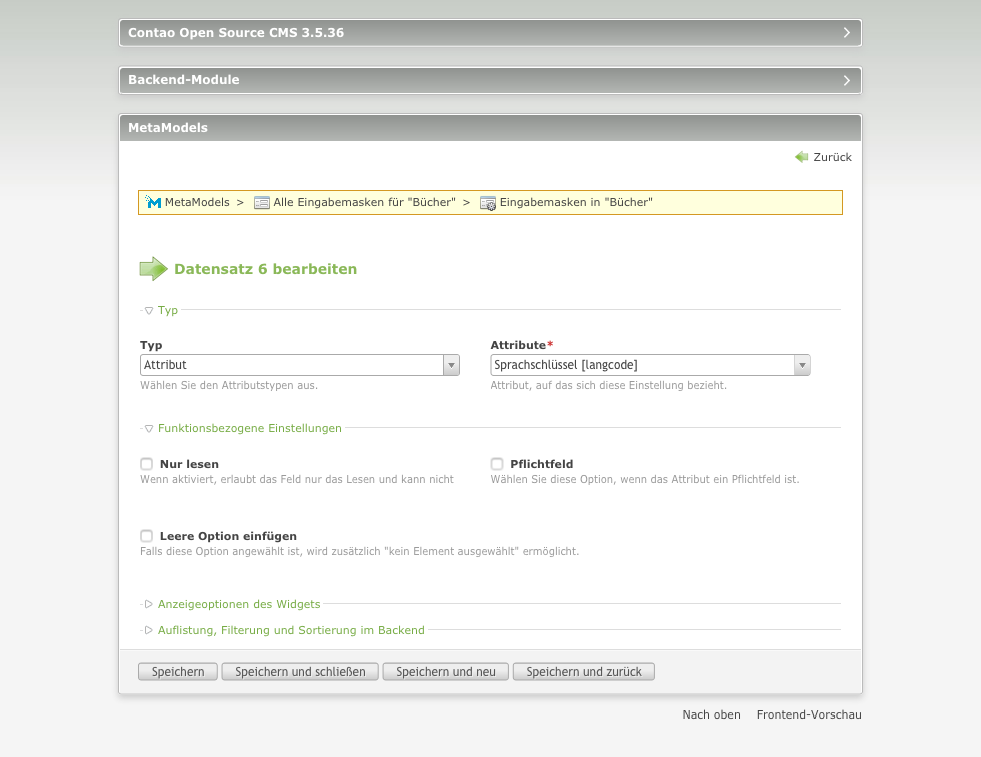 Contao Open Source CMS 3.5.36
Backend-Module
MetaModels
Zurück
MetaModels > Alle Eingabemasken für "Bücher" > Eingabemasken in "Bücher"
Datensatz 6 bearbeiten
Typ
Typ
Attribut
Wählen Sie den Attributstypen aus.
Attribute*
Sprachschlüssel [langcode]
Attribut, auf das sich diese Einstellung bezieht.
Funktionsbezogene Einstellungen
Nur lesen
Wenn aktiviert, erlaubt das Feld nur das Lesen und kann nicht
Pflichtfeld
Wählen Sie diese Option, wenn das Attribut ein Pflichtfeld ist.
Leere Option einfügen
Falls diese Option angewählt ist, wird zusätzlich "kein Element ausgewählt" ermöglicht.
Anzeigeoptionen des Widgets
Auflistung, Filterung und Sortierung im Backend
Speichern Speichern und schließen Speichern und neu Speichern und zurück
Nach oben Frontend-Vorschau